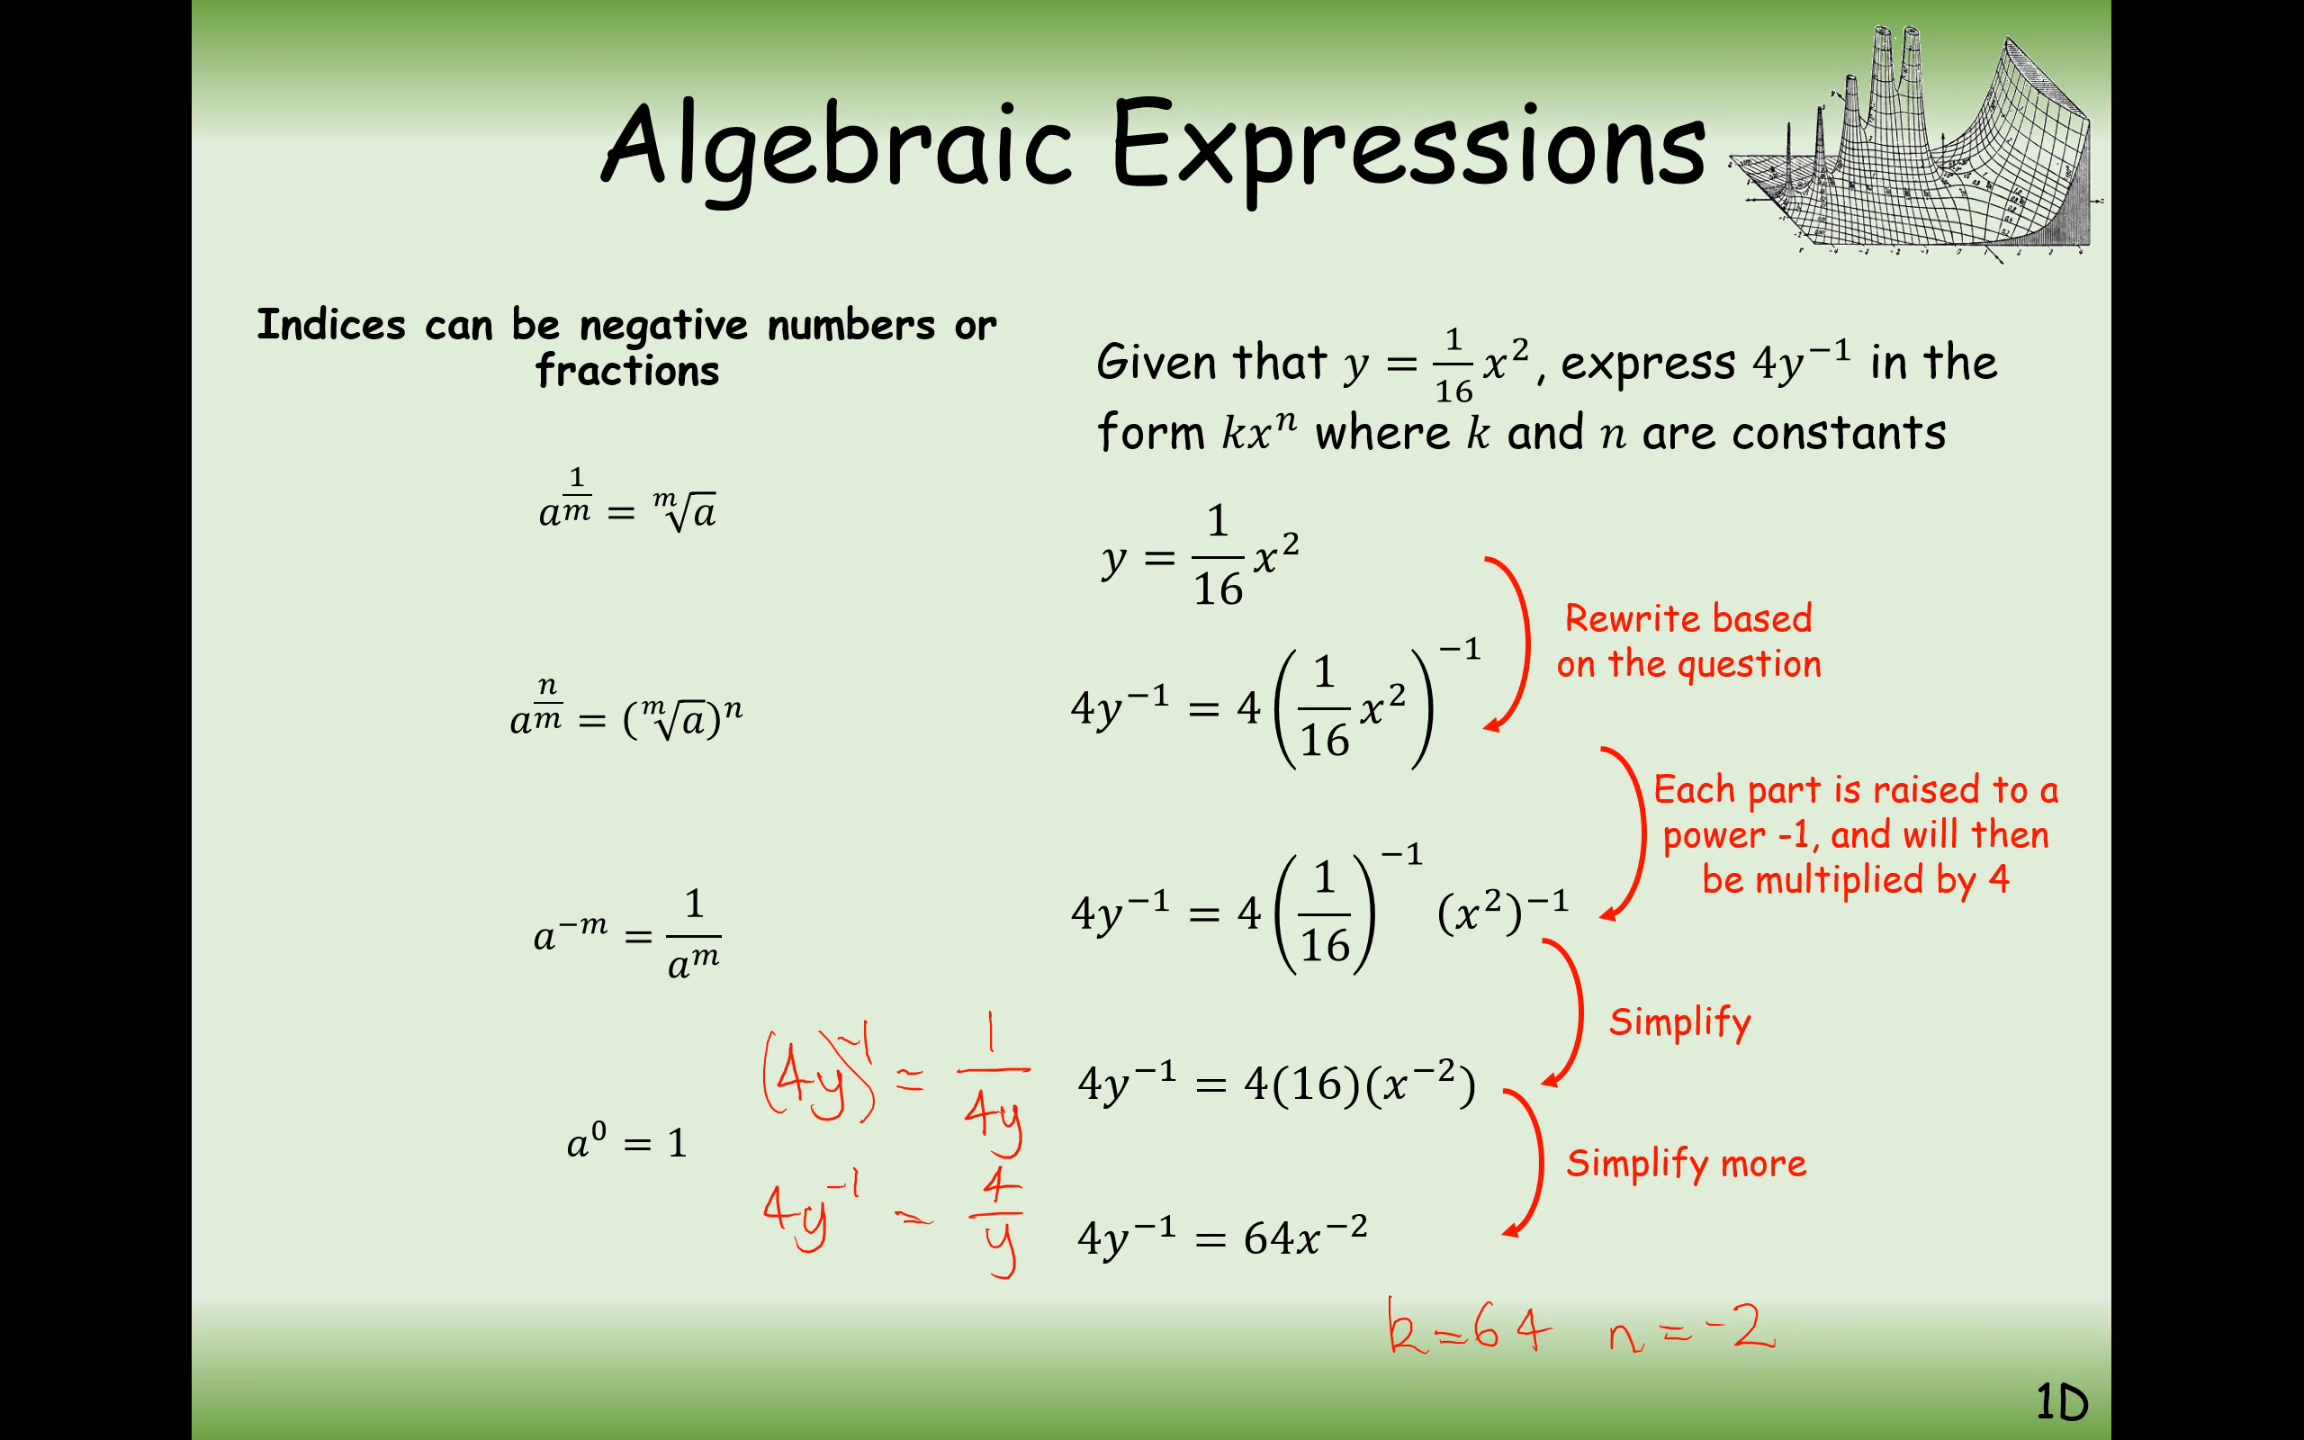 Algebraic Expressions
Indices can be negative numbers or
fractions
a^{1/m} = ᵐ√a
a^{n/m} = (ᵐ√a)ⁿ
a^{−m} = 1/a^m
a⁰ = 1
(4y)⁻¹ = 1/4y
4y⁻¹ = 4/y
Given that y = 1/16 x², express 4y⁻¹ in the
form kxⁿ where k and n are constants
y = 1/16 x²
Rewrite based
on the question
4y⁻¹ = 4(1/16 x²)⁻¹
Each part is raised to a
power -1, and will then
be multiplied by 4
4y⁻¹ = 4(1/16)⁻¹ (x²)⁻¹
Simplify
4y⁻¹ = 4(16)(x⁻²)
Simplify more
4y⁻¹ = 64x⁻²
k=64 n=-2
1D